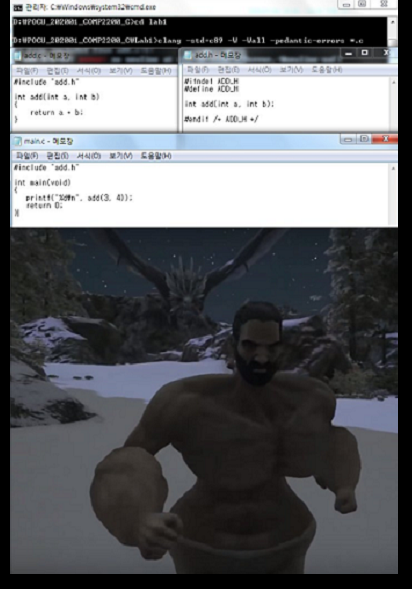 관리자: C:\Windows\system32\cmd.exe
D:\POCU_202001_COMP2200_C>cd lab1
D:\POCU_202001_COMP2200_C\Lab1>clang -std=c89 -W -Wall -pedantic-errors *.c
add.c - 메모장
파일(F) 편집(E) 서식(O) 보기(V) 도움말(H)
#include "add.h"
int add(int a, int b)
{
return a + b;
}
add.h - 메모장
파일(F) 편집(E) 서식(O) 보기(V) 도움말(H)
#ifndef ADD_H
#define ADD_H
int add(int a, int b);
#endif /* ADD_H */
main.c - 메모장
파일(F) 편집(E) 서식(O) 보기(V) 도움말(H)
#include "add.h"
int main(void)
{
printf("%d\n", add(3, 4));
return 0;
}